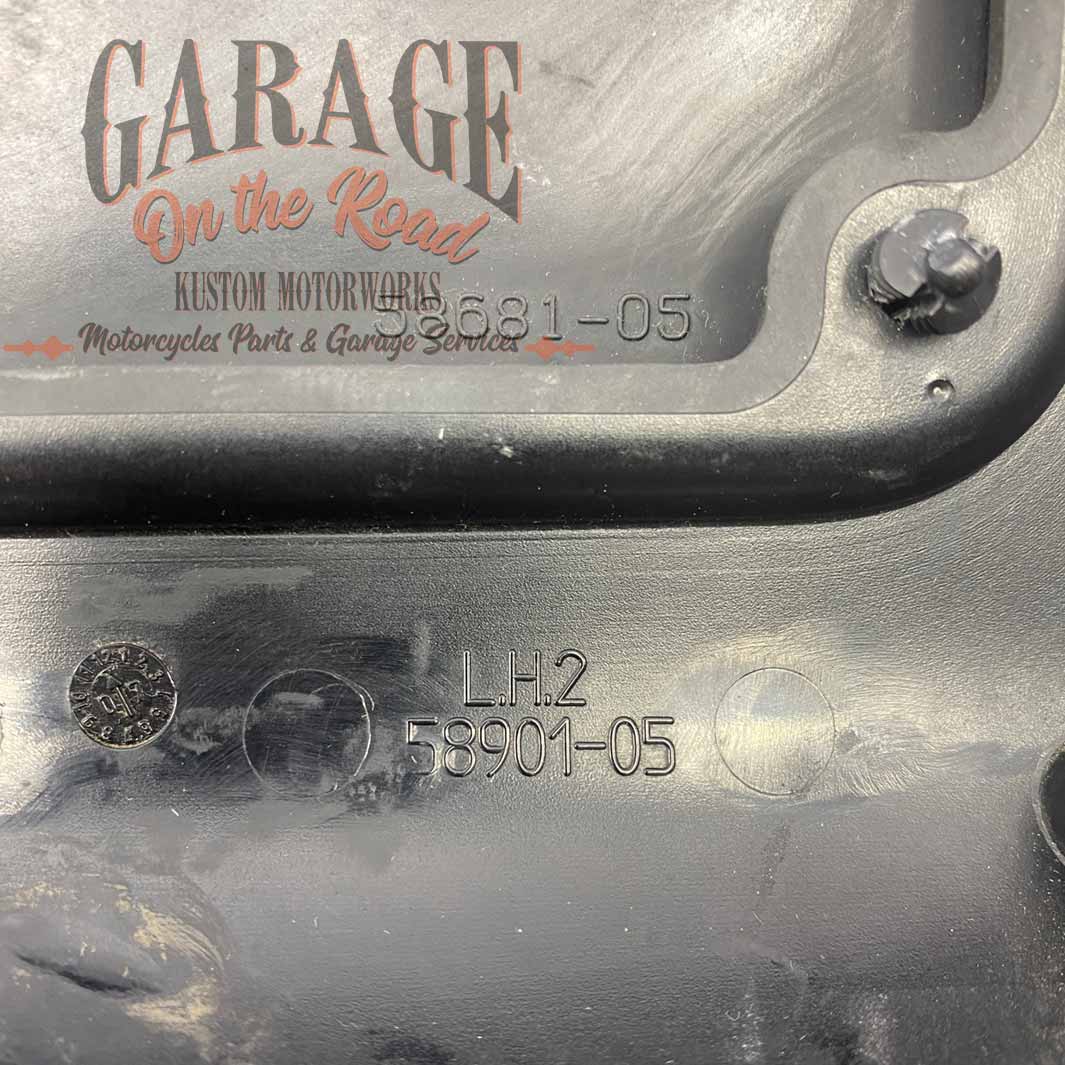 GARAGE
On the Road
KUSTOM MOTORWORKS
58681-05
Motorcycles Parts & Garage Services
L.H.2
58901-05